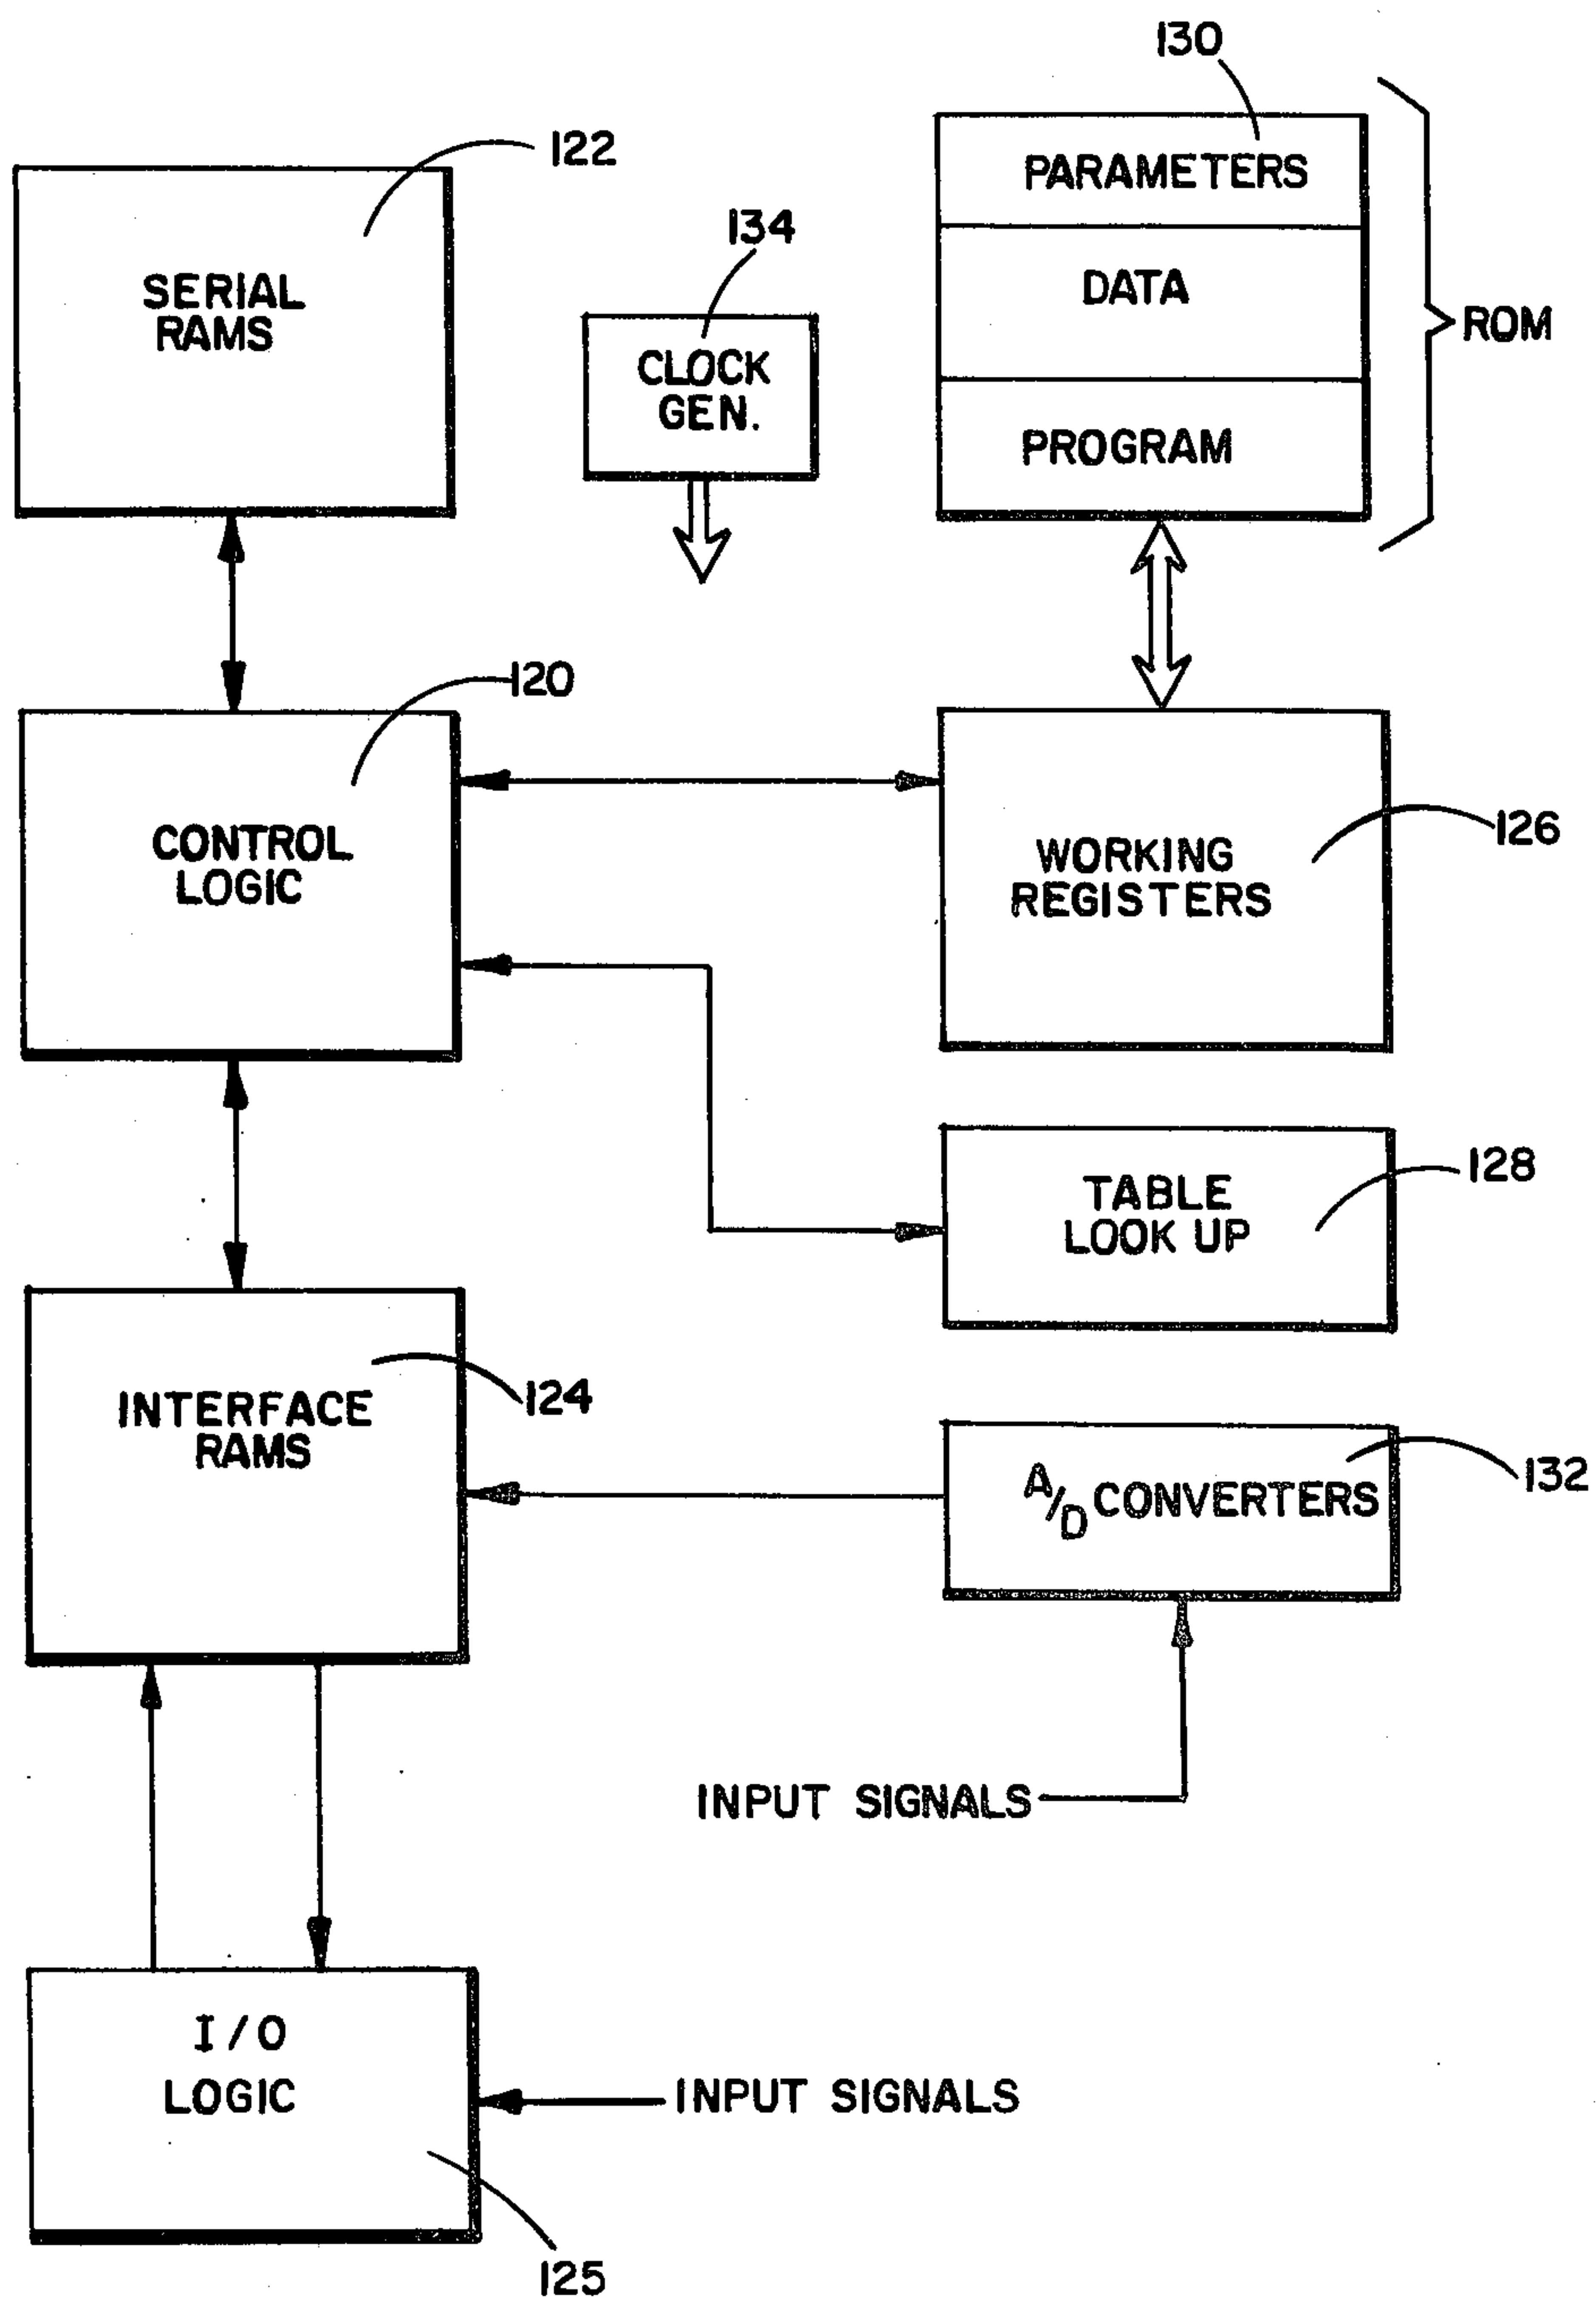 130
PARAMETERS
122
134
DATA
SERIAL
RAMS
ROM
CLOCK
GEN.
PROGRAM
120
CONTROL
LOGIC
126
WORKING
REGISTERS
128
TABLE
LOOK UP
124
INTERFACE
RAMS
132
A/D CONVERTERS
INPUT SIGNALS
I/O
LOGIC
INPUT SIGNALS
125